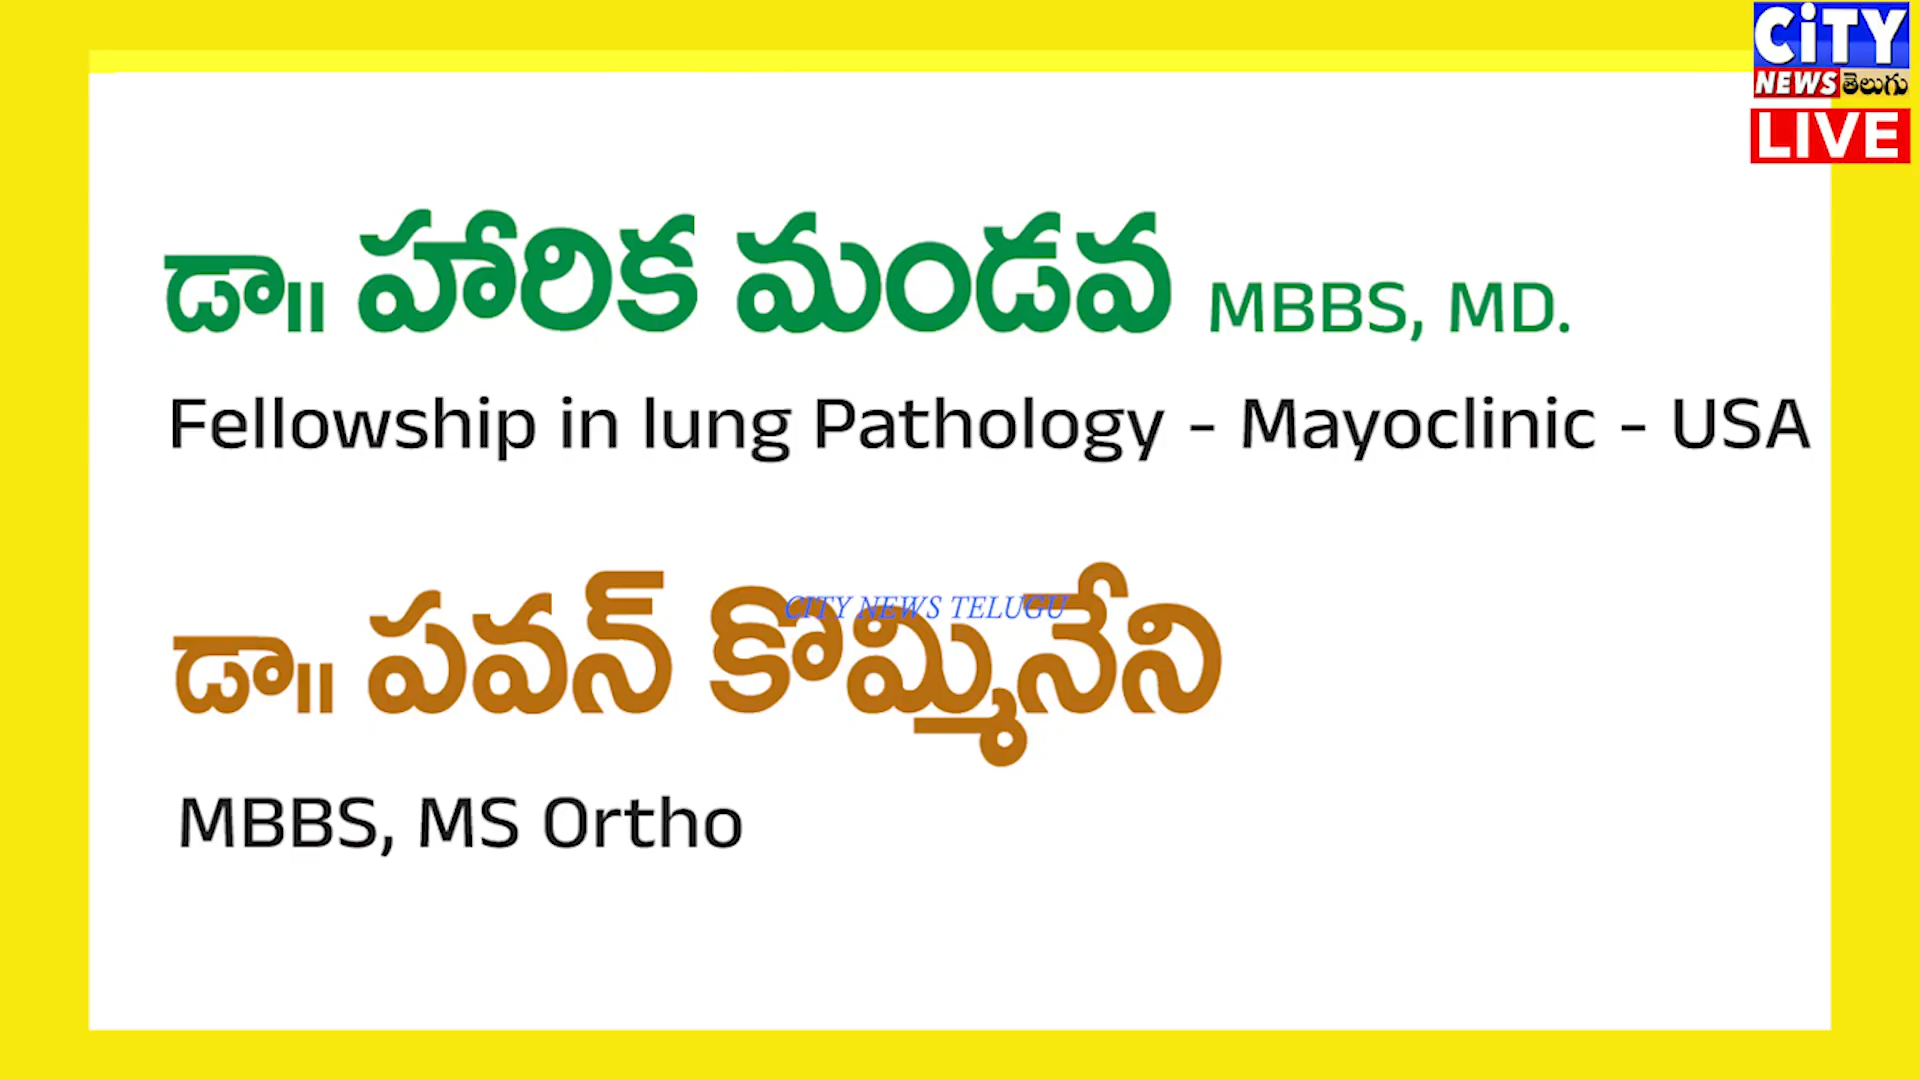 CiTY
NEWS తెలుగు
LIVE
డా॥ హారిక మండవ MBBS, MD.
Fellowship in lung Pathology - Mayoclinic - USA
డా॥ పవన్ కొమ్మినేని
CITY NEWS TELUGU
MBBS, MS Ortho